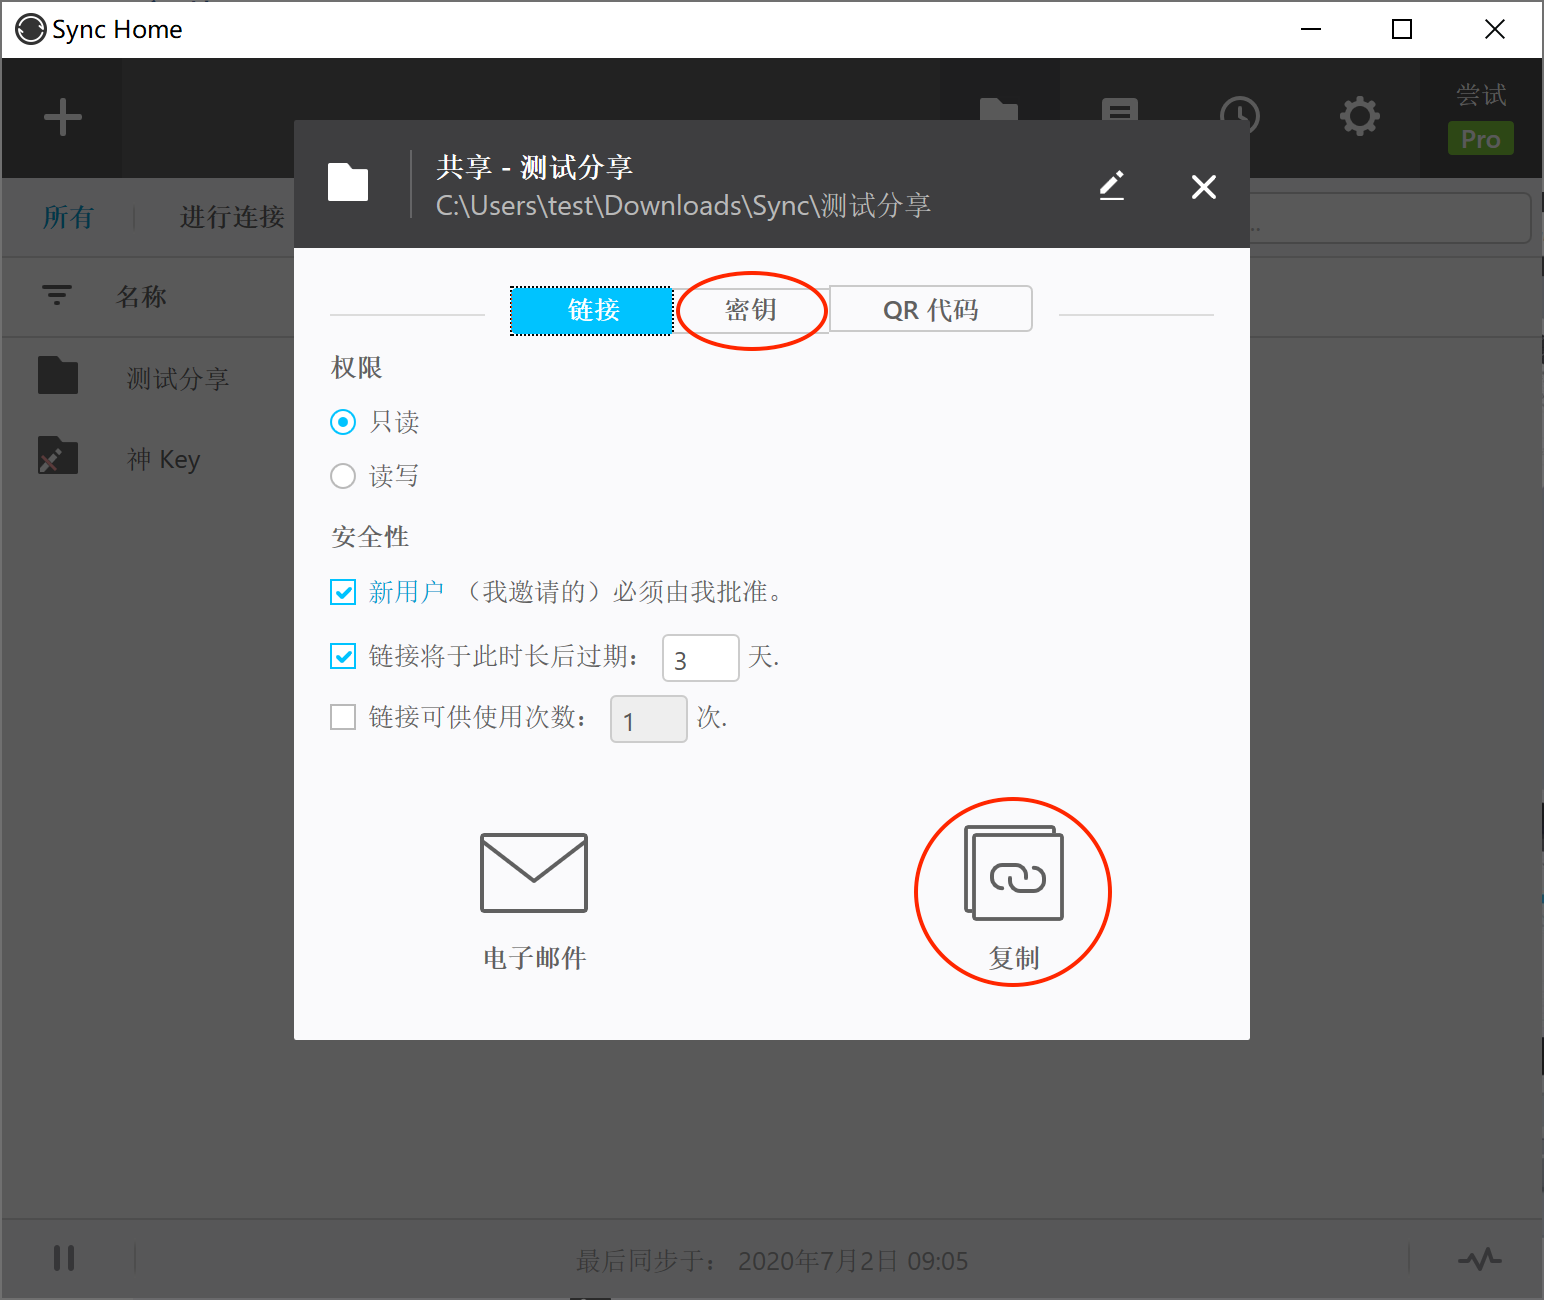 Sync Home
尝试
Pro
共享 - 测试分享
C:\Users\test\Downloads\Sync\测试分享
所有
进行连接
名称
测试分享
神 Key
链接
密钥
QR 代码
权限
只读
读写
安全性
新用户 （我邀请的）必须由我批准。
链接将于此时长后过期： 3 天.
链接可供使用次数： 1 次.
电子邮件
复制
最后同步于： 2020年7月2日 09:05